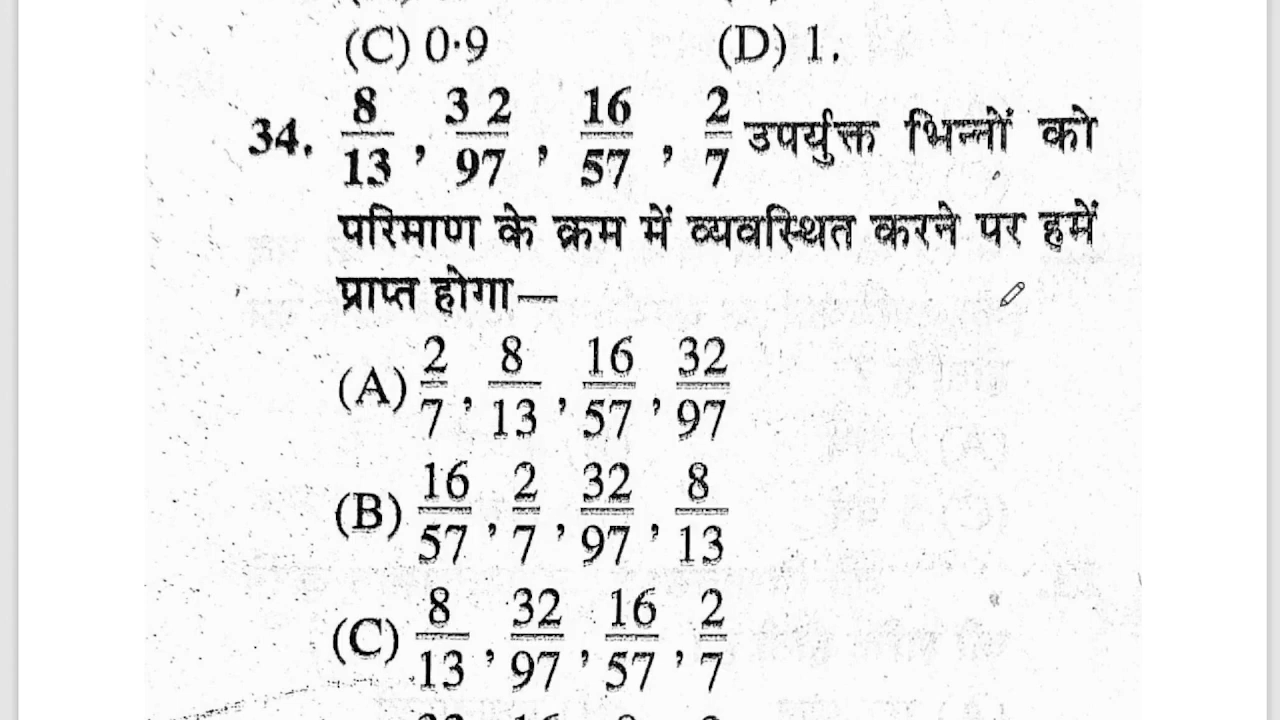 (C) 0·9 (D) 1.
34. 8/13, 32/97, 16/57, 2/7 उपर्युक्त भिन्नों को
परिमाण के क्रम में व्यवस्थित करने पर हमें
प्राप्त होगा—
(A) 2/7, 8/13, 16/57, 32/97
(B) 16/57, 2/7, 32/97, 8/13
(C) 8/13, 32/97, 16/57, 2/7